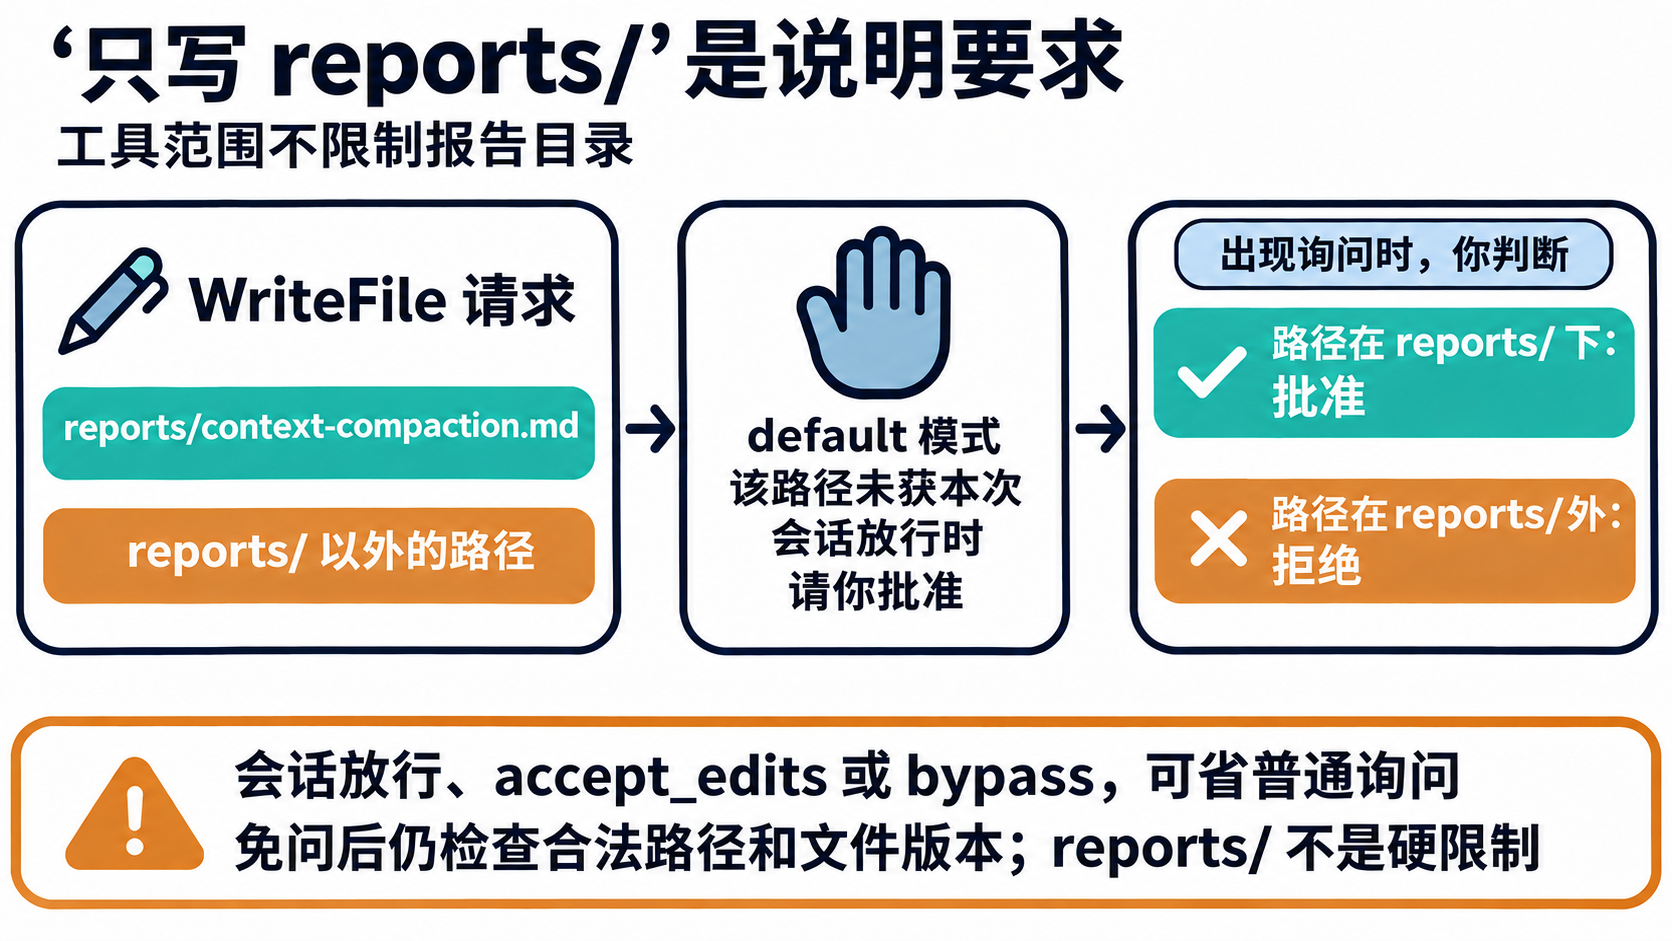 ‘只写 reports/’是说明要求
工具范围不限制报告目录
WriteFile 请求
reports/context-compaction.md
reports/ 以外的路径
default 模式
该路径未获本次
会话放行时
请你批准
出现询问时，你判断
路径在 reports/ 下：
批准
路径在 reports/ 外：
拒绝
会话放行、accept_edits 或 bypass，可省普通询问
免问后仍检查合法路径和文件版本；reports/ 不是硬限制